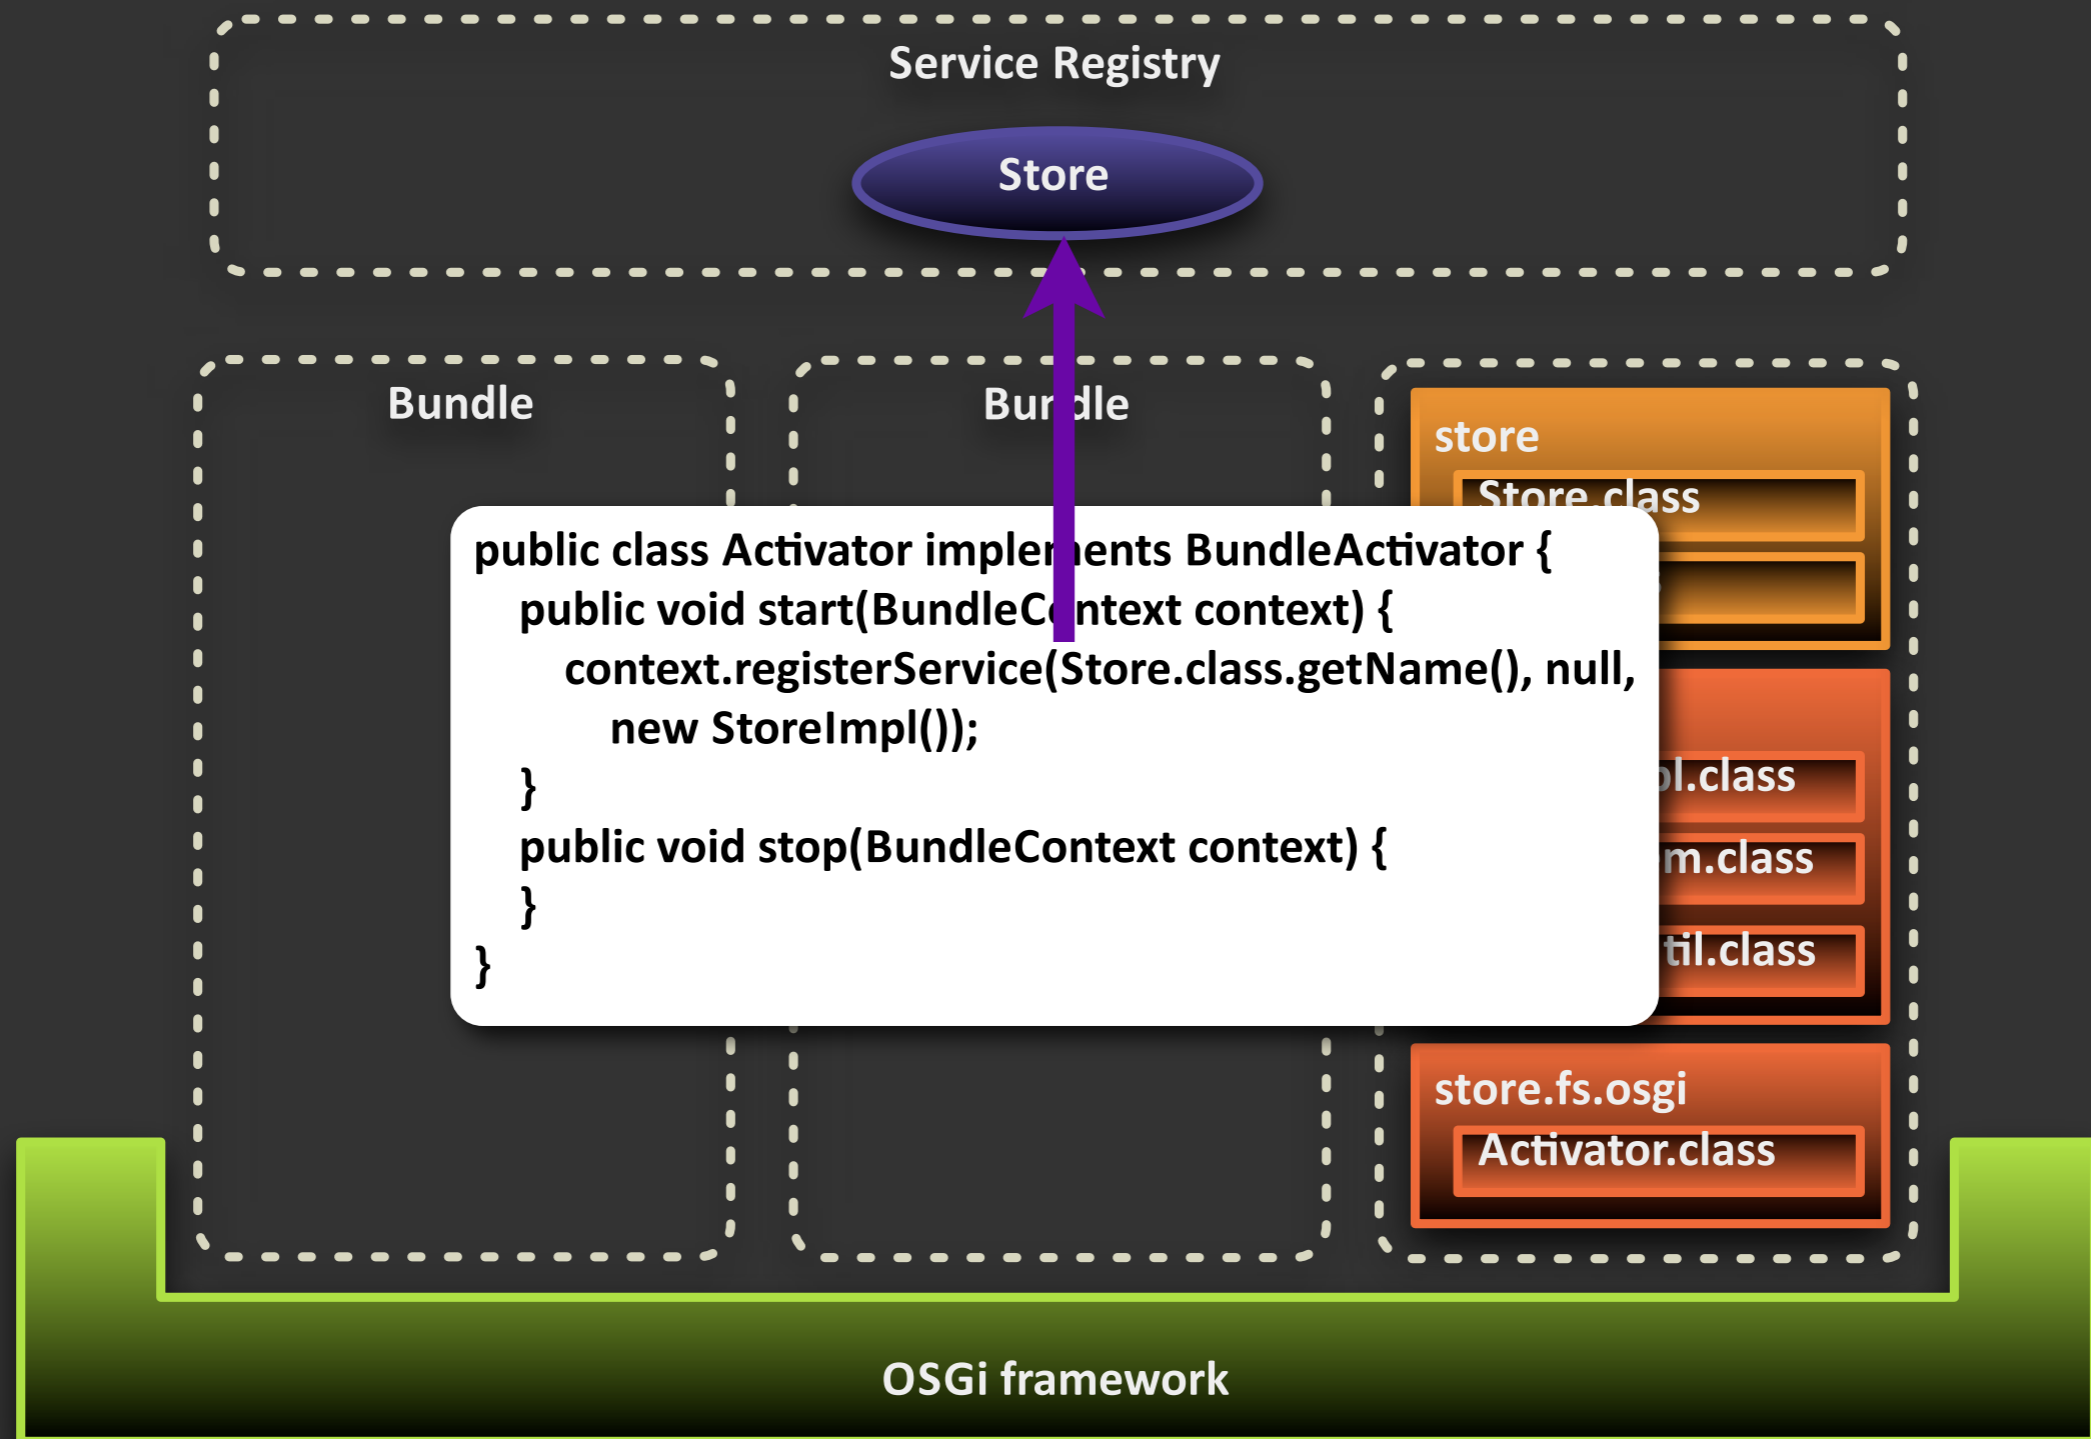 Service Registry
Store
Bundle
Bundle
store
Store.class
public class Activator implements BundleActivator {
public void start(BundleContext context) {
context.registerService(Store.class.getName(), null,
new StoreImpl());
}
public void stop(BundleContext context) {
}
}
pl.class
m.class
til.class
store.fs.osgi
Activator.class
OSGi framework